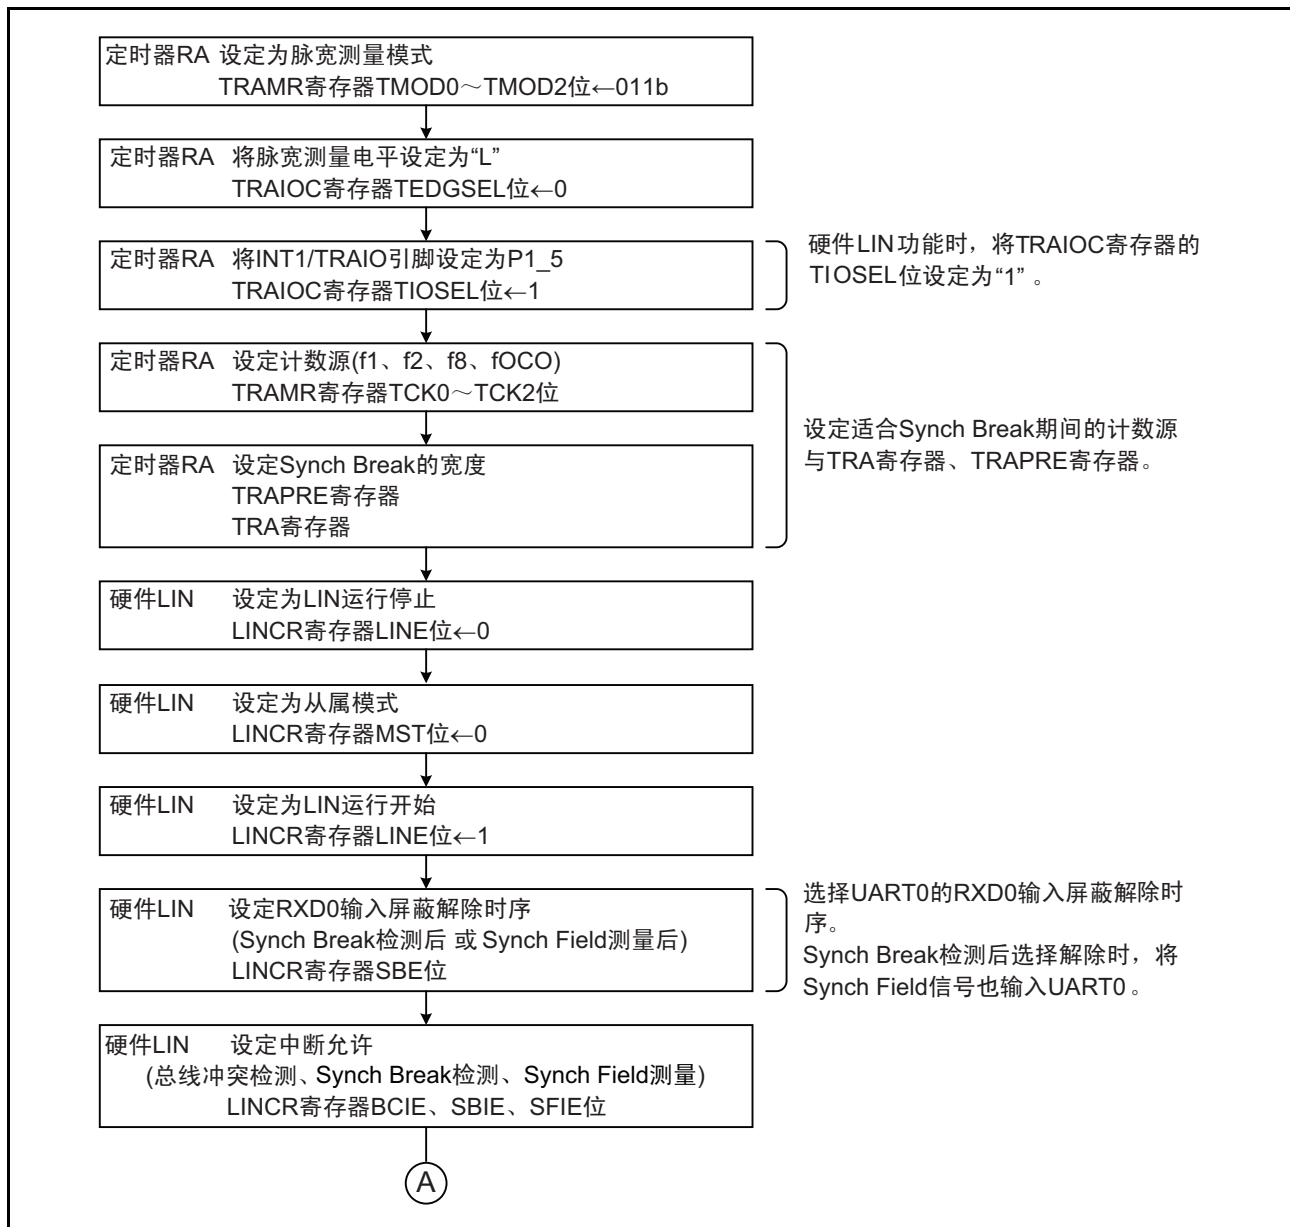 定时器RA 设定为脉宽测量模式
TRAMR寄存器TMOD0～TMOD2位←011b
定时器RA 将脉宽测量电平设定为“L”
TRAIOC寄存器TEDGSEL位←0
定时器RA 将INT1/TRAIO引脚设定为P1_5
TRAIOC寄存器TIOSEL位←1
硬件LIN功能时，将TRAIOC寄存器的
TIOSEL位设定为“1”。
定时器RA 设定计数源(f1、f2、f8、fOCO)
TRAMR寄存器TCK0～TCK2位
定时器RA 设定Synch Break的宽度
TRAPRE寄存器
TRA寄存器
设定适合Synch Break期间的计数源
与TRA寄存器、TRAPRE寄存器。
硬件LIN 设定为LIN运行停止
LINCR寄存器LINE位←0
硬件LIN 设定为从属模式
LINCR寄存器MST位←0
硬件LIN 设定为LIN运行开始
LINCR寄存器LINE位←1
硬件LIN 设定RXD0输入屏蔽解除时序
(Synch Break检测后 或 Synch Field测量后)
LINCR寄存器SBE位
选择UART0的RXD0输入屏蔽解除时
序。
Synch Break检测后选择解除时，将
Synch Field信号也输入UART0。
硬件LIN 设定中断允许
(总线冲突检测、Synch Break检测、Synch Field测量)
LINCR寄存器BCIE、SBIE、SFIE位
A